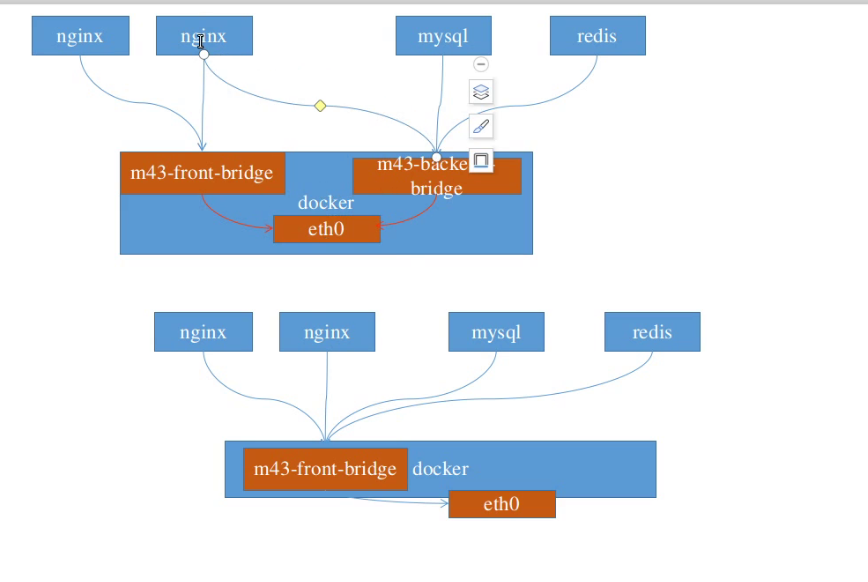 nginx
nginx
mysql
redis
m43-front-bridge
m43-backe
bridge
docker
eth0
nginx
nginx
mysql
redis
m43-front-bridge
docker
eth0